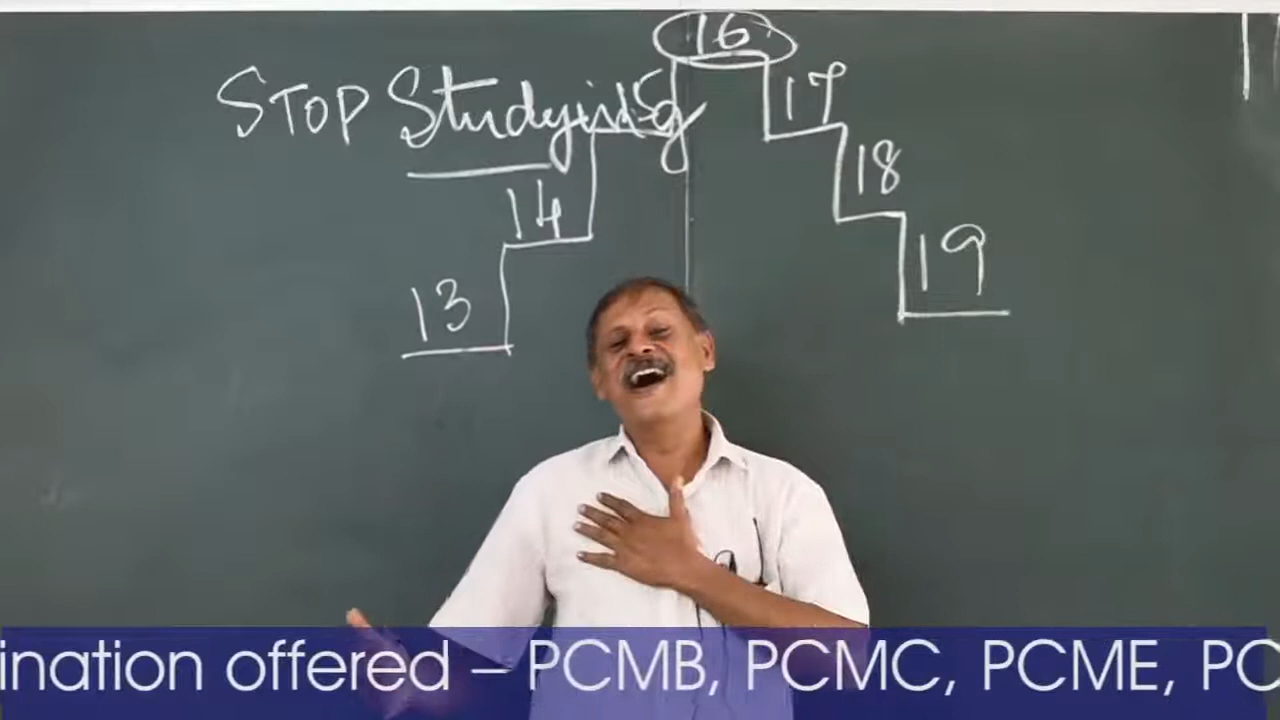 16
STOP Studying 15 17
14 18
13 19
ination offered – PCMB, PCMC, PCME, PC